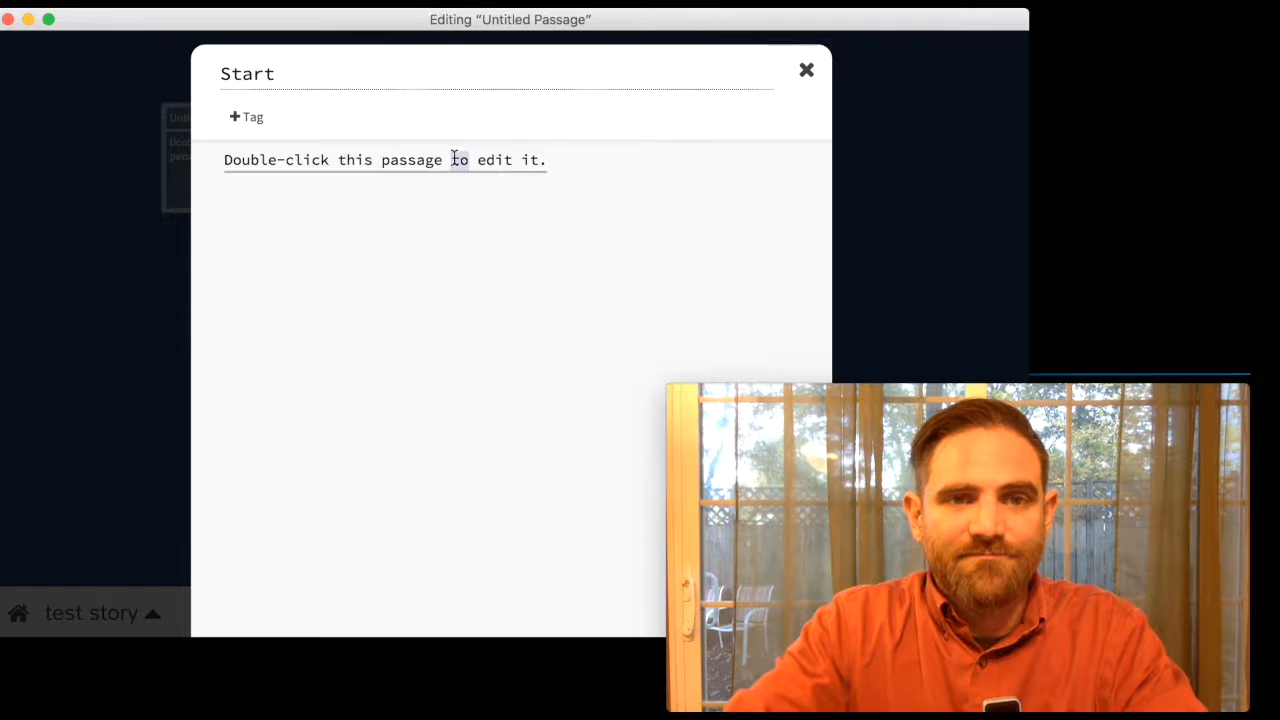 Editing “Untitled Passage”
Start
+ Tag
Double-click this passage to edit it.
test story